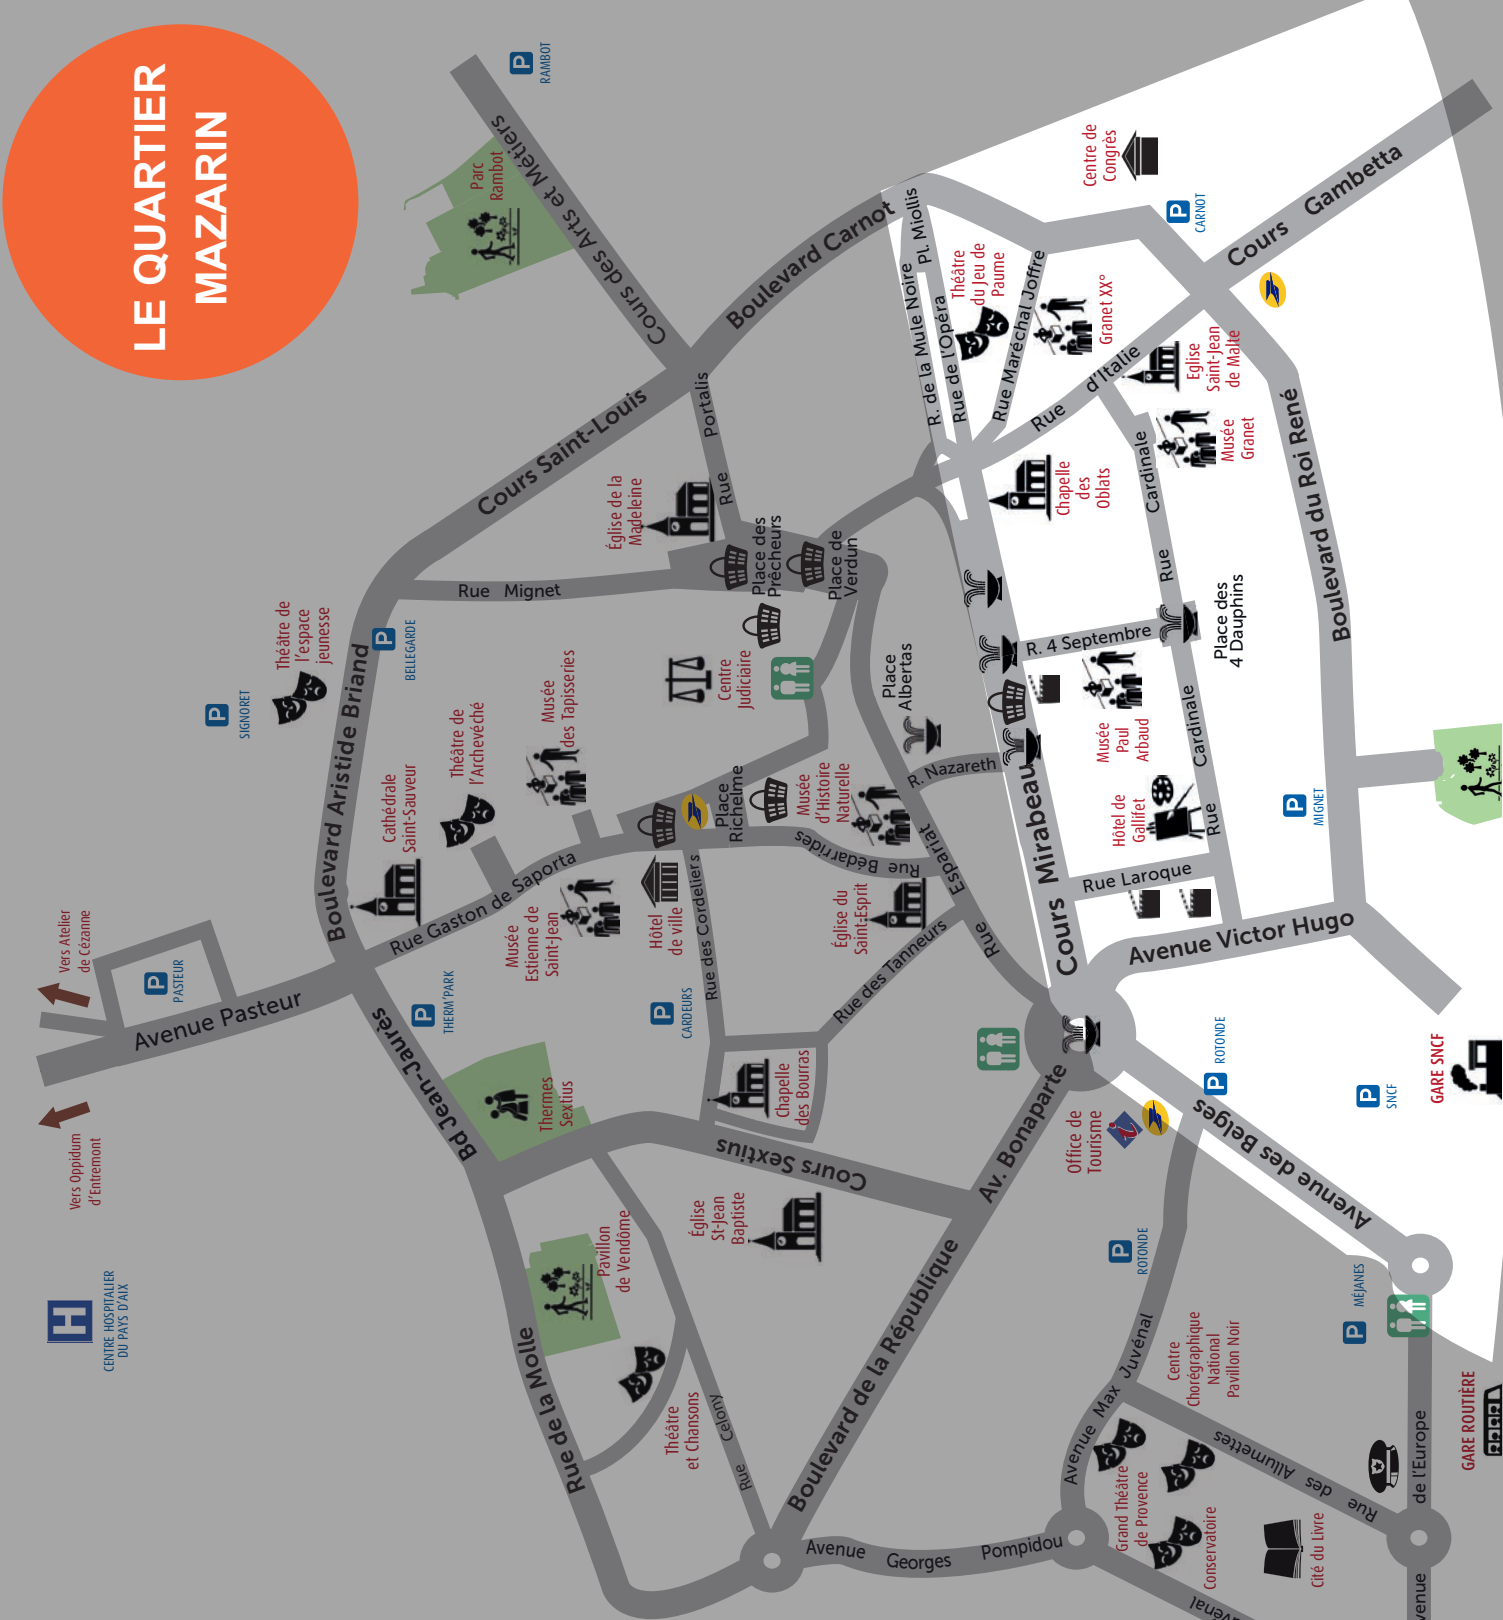 LE QUARTIER
MAZARIN
P
RAMBOT
Parc
Rambot
Cours des Arts et Métiers
Boulevard Carnot
Cours Saint-Louis
Rue Portalis
Église de la
Madeleine
Place des
Prêcheurs
Place de
Verdun
Rue Mignet
Théâtre de
l'espace
jeunesse
P
BELLEGARDE
P
SIGNORET
Boulevard Aristide Briand
Centre
Judiciaire
Musée
des Tapisseries
Théâtre de
l'Archevéché
Cathédrale
Saint-Sauveur
Rue Gaston de Saporta
Musée
Estienne de
Saint-Jean
Hôtel
de ville
Place
Richelme
Musée
d'Histoire
Naturelle
Place
Albertas
R. Nazareth
Rue Bédarrides
Rue Espariat
Église du
Saint-Esprit
Rue des Cordeliers
Rue des Tanneurs
P
CARDEURS
P
THERM'PARK
Vers Atelier
de Cézanne
P
PASTEUR
Avenue Pasteur
Vers Oppidum
d'Entremont
Bd Jean-Jaurès
Thermes
Sextius
Chapelle
des Bourras
Cours Sextius
Église
St-Jean
Baptiste
Pavillon
de Vendôme
H
CENTRE HOSPITALIER
DU PAYS D'AIX
Rue de la Molle
Théâtre
et Chansons
Rue Celony
Boulevard de la République
Av. Bonaparte
Office de
Tourisme
i
P
ROTONDE
Avenue Max Juvénal
Centre
Chorégraphique
National
Pavillon Noir
Rue des Allumettes
Grand Théâtre
de Provence
Conservatoire
Cité du Livre
Avenue Georges Pompidou
uvénal
venue
de l'Europe
GARE ROUTIÈRE
P
MÉJANES
Avenue des Belges
P
ROTONDE
P
SNCF
GARE SNCF
Avenue Victor Hugo
Cours Mirabeau
Rue Laroque
Hôtel de
Gallifet
Rue Cardinale
P
MIGNET
Musée
Paul
Arbaud
R. 4 Septembre
Place des
4 Dauphins
Rue Cardinale
Boulevard du Roi René
Chapelle
des
Oblats
Musée
Granet
Eglise
Saint-Jean
de Malte
Rue d'Italie
Granet XX°
Rue Maréchal Joffre
Théâtre
du Jeu de
Paume
Rue de l'Opéra
R. de la Mule Noire
Pl. Miollis
Centre de
Congrès
P
CARNOT
Cours Gambetta